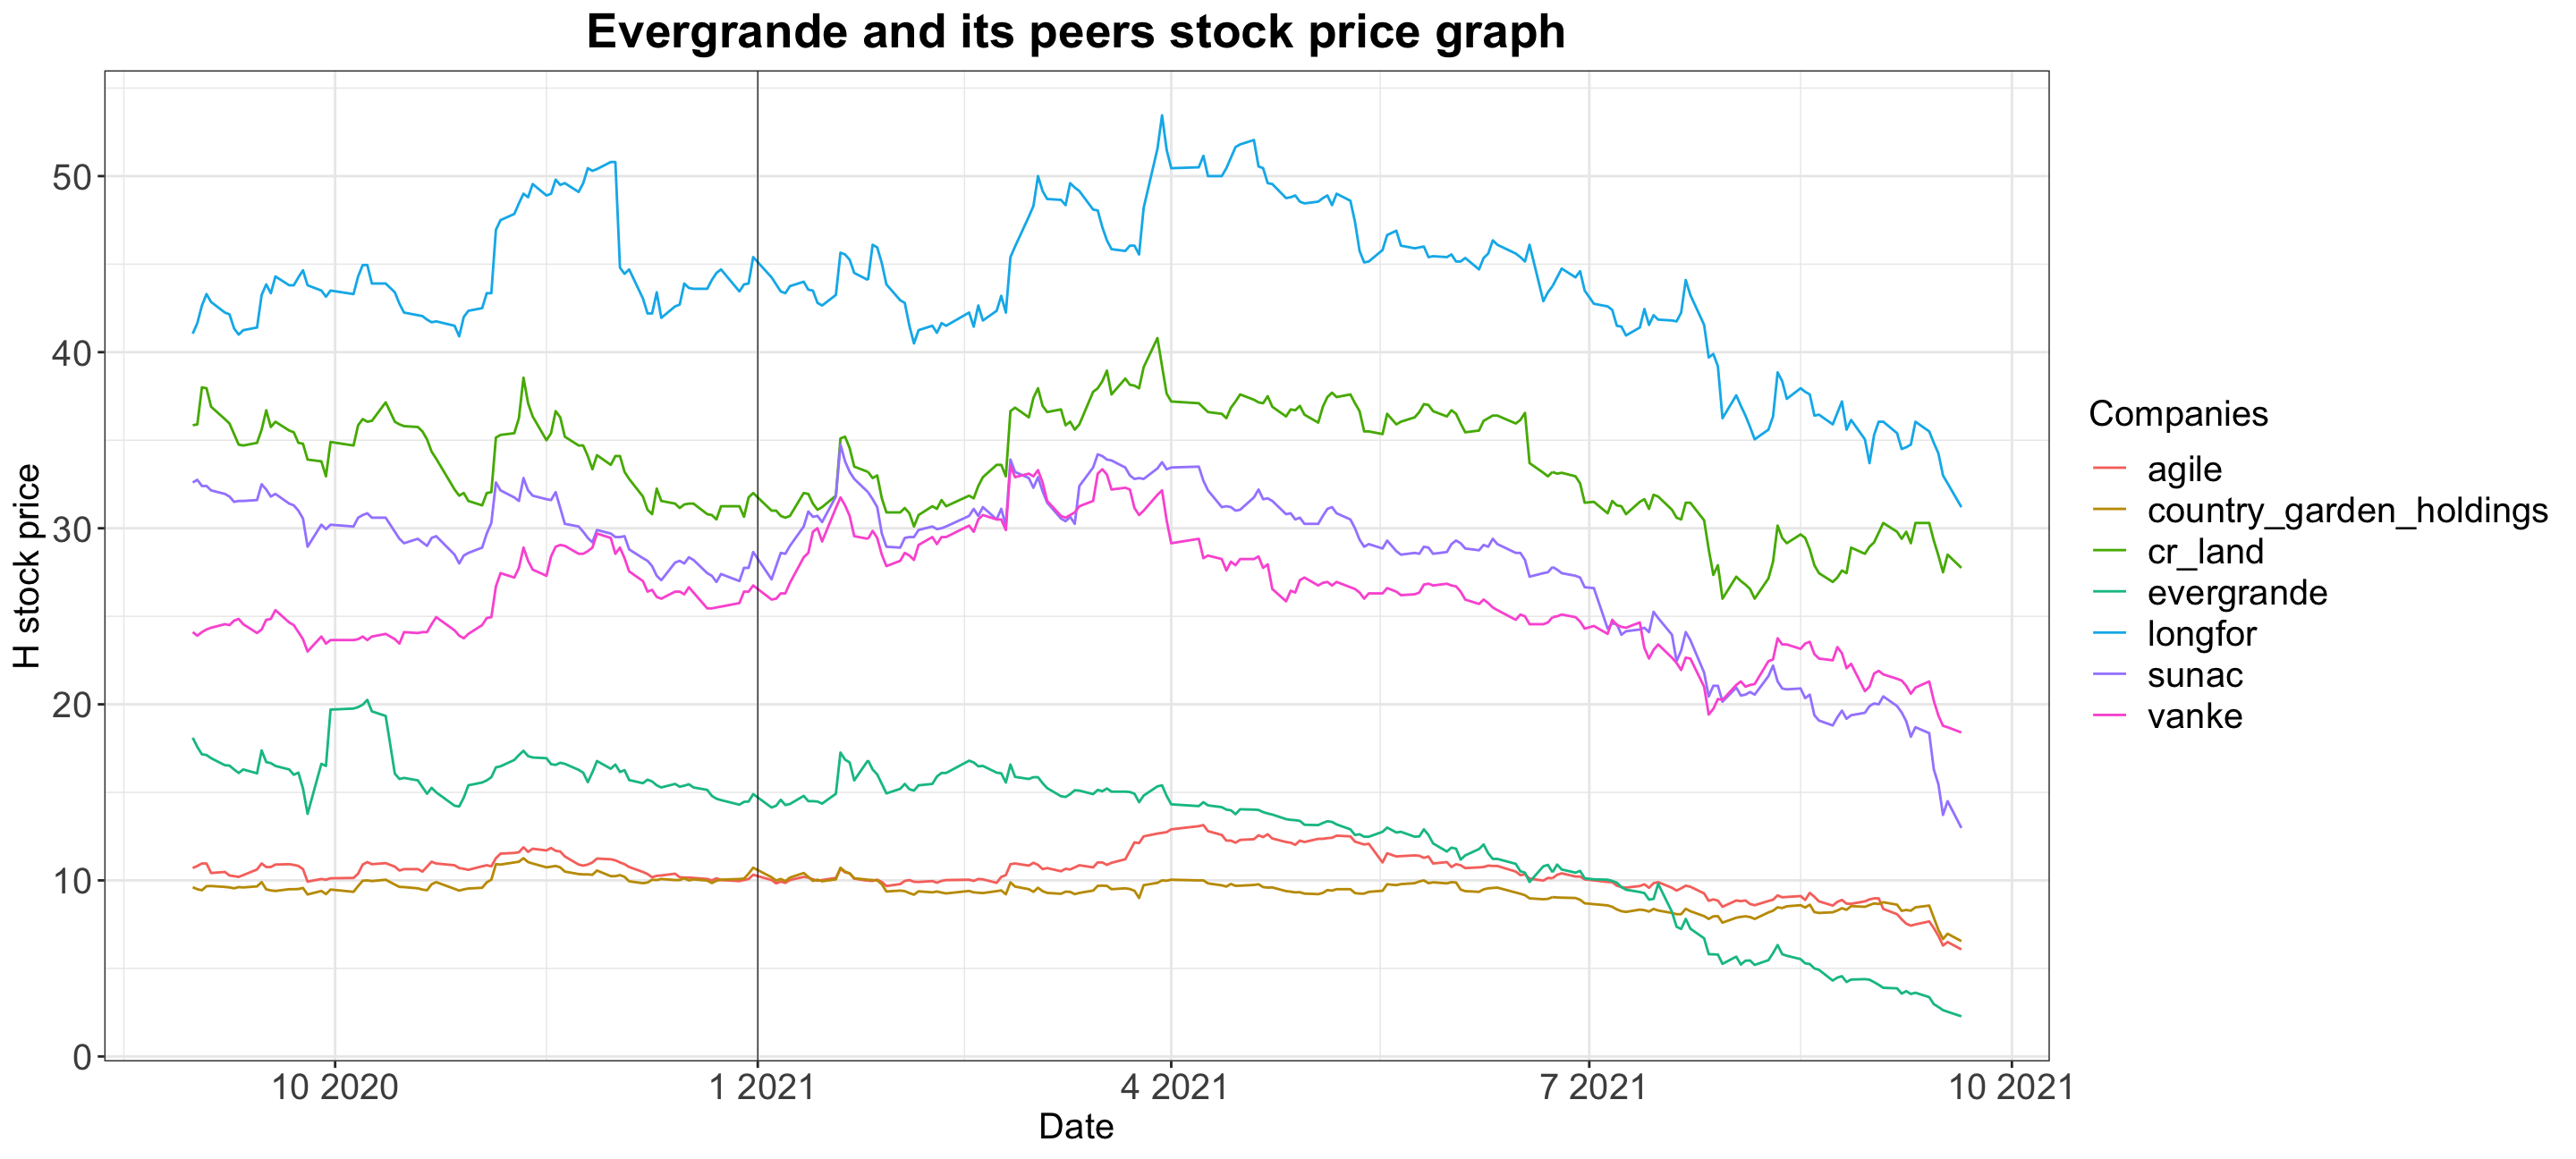 Evergrande and its peers stock price graph
H stock price
50
40
30
20
10
0
10 2020
1 2021
4 2021
7 2021
10 2021
Date
Companies
agile
country_garden_holdings
cr_land
evergrande
longfor
sunac
vanke